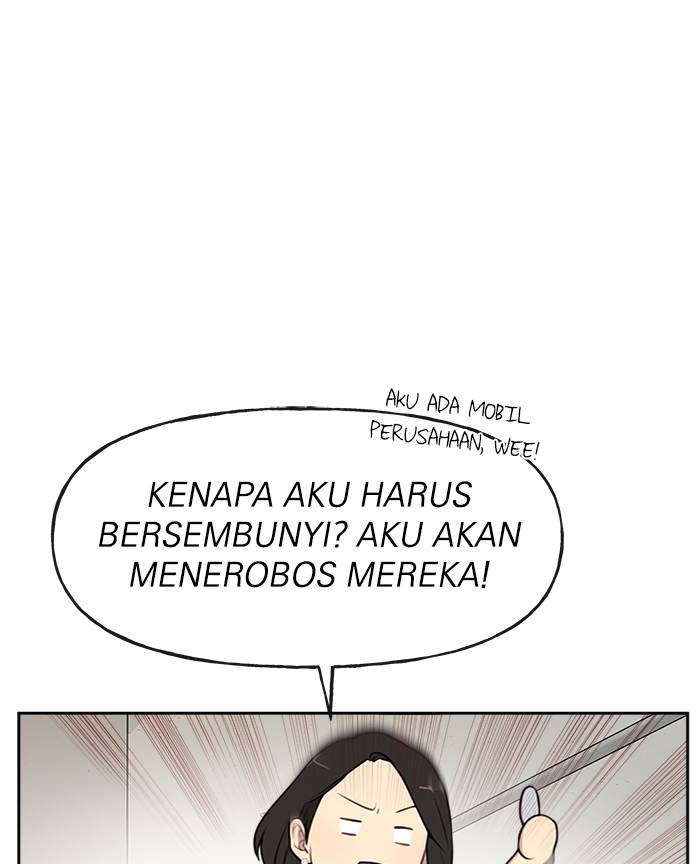 AKU ADA MOBIL
PERUSAHAAN, WEE!
KENAPA AKU HARUS
BERSEMBUNYI? AKU AKAN
MENEROBOS MEREKA!